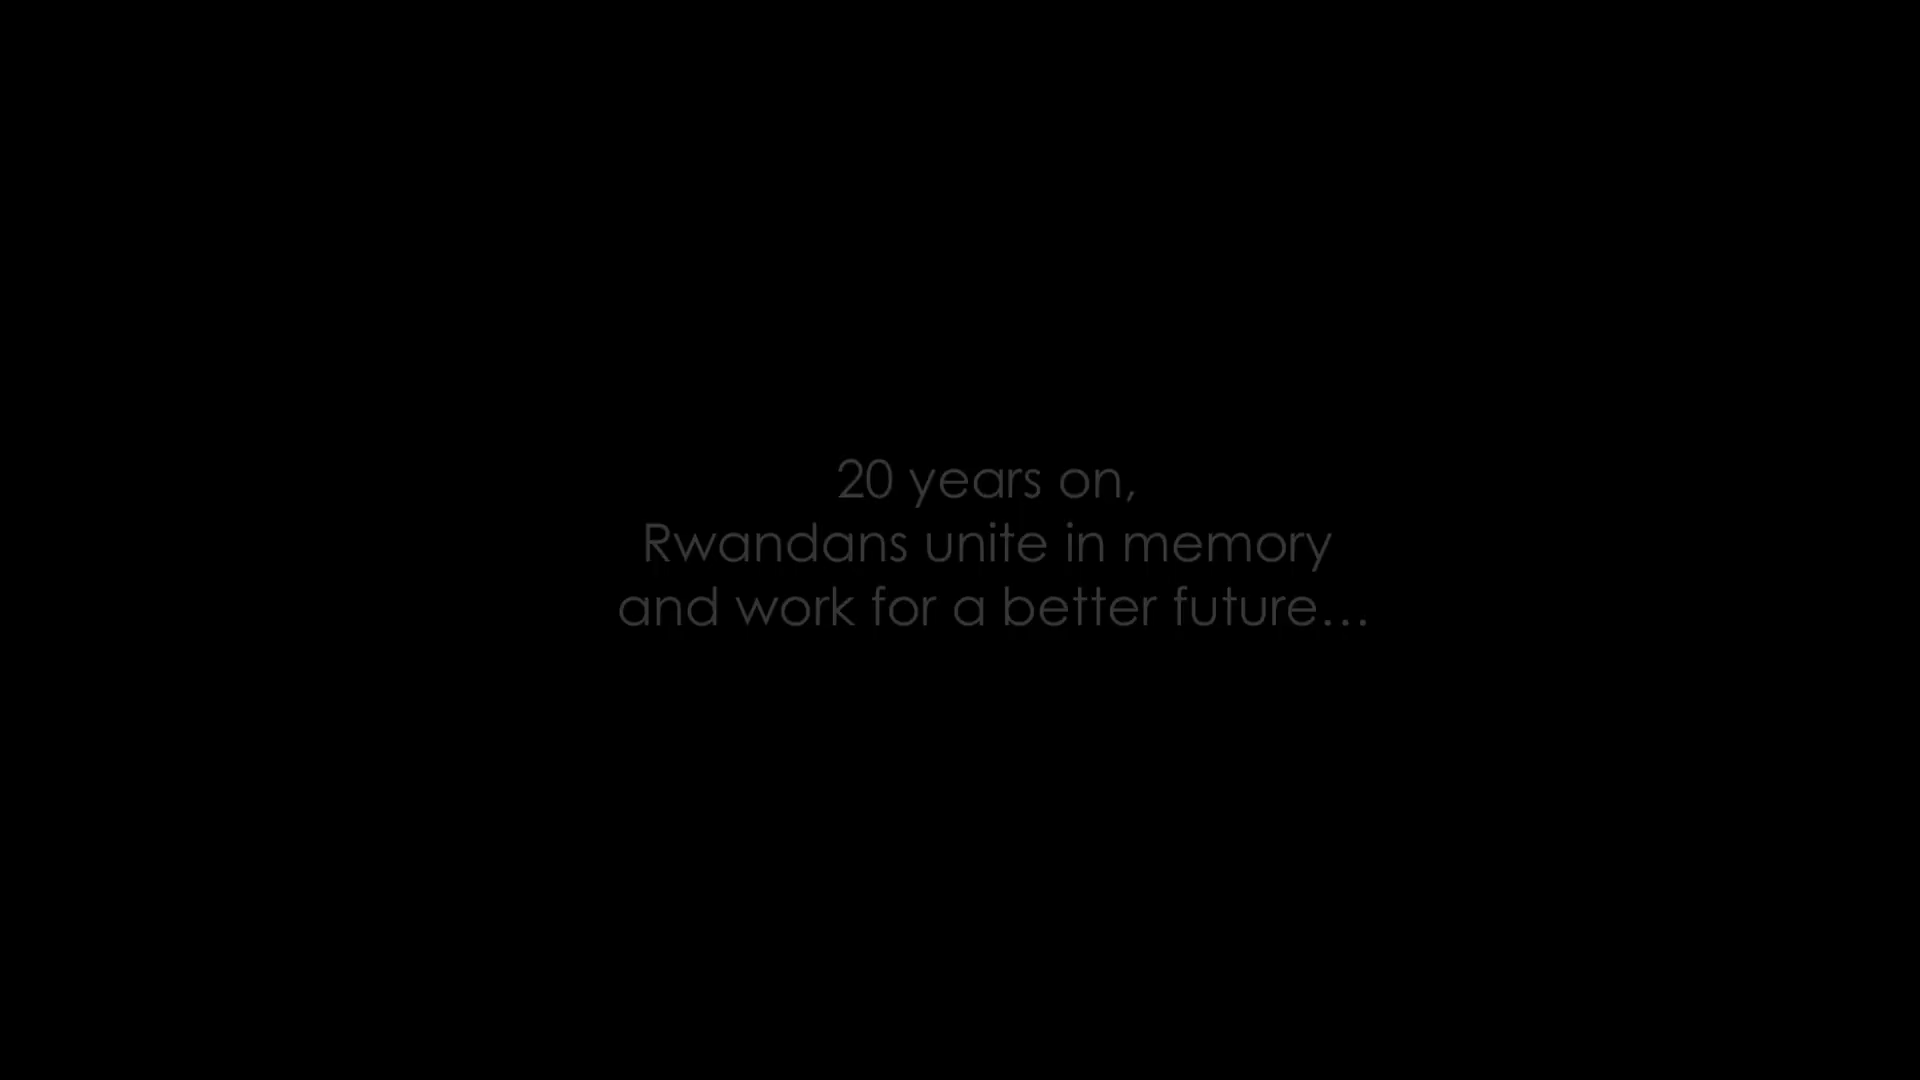 20 years on,
Rwandans unite in memory
and work for a better future…